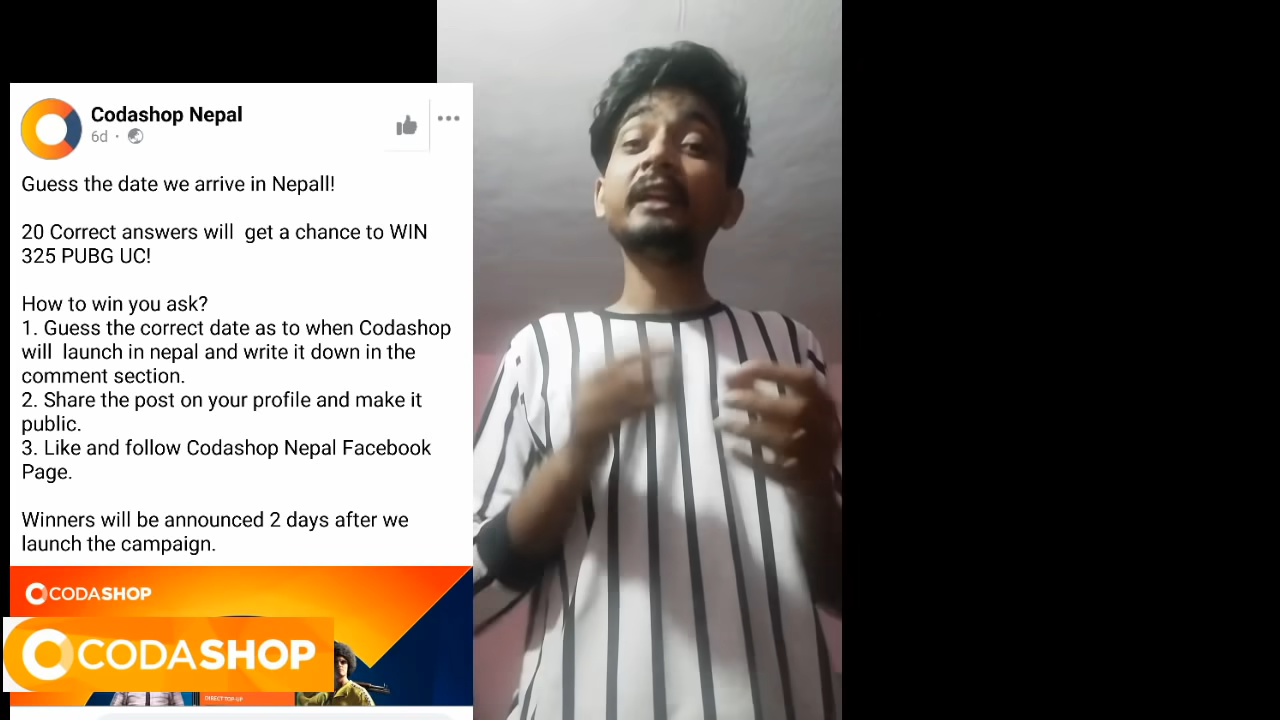 Codashop Nepal
6d ·
Guess the date we arrive in Nepall!
20 Correct answers will get a chance to WIN
325 PUBG UC!
How to win you ask?
1. Guess the correct date as to when Codashop
will launch in nepal and write it down in the
comment section.
2. Share the post on your profile and make it
public.
3. Like and follow Codashop Nepal Facebook
Page.
Winners will be announced 2 days after we
launch the campaign.
CODASHOP
CODASHOP
DIRECT TOP-UP